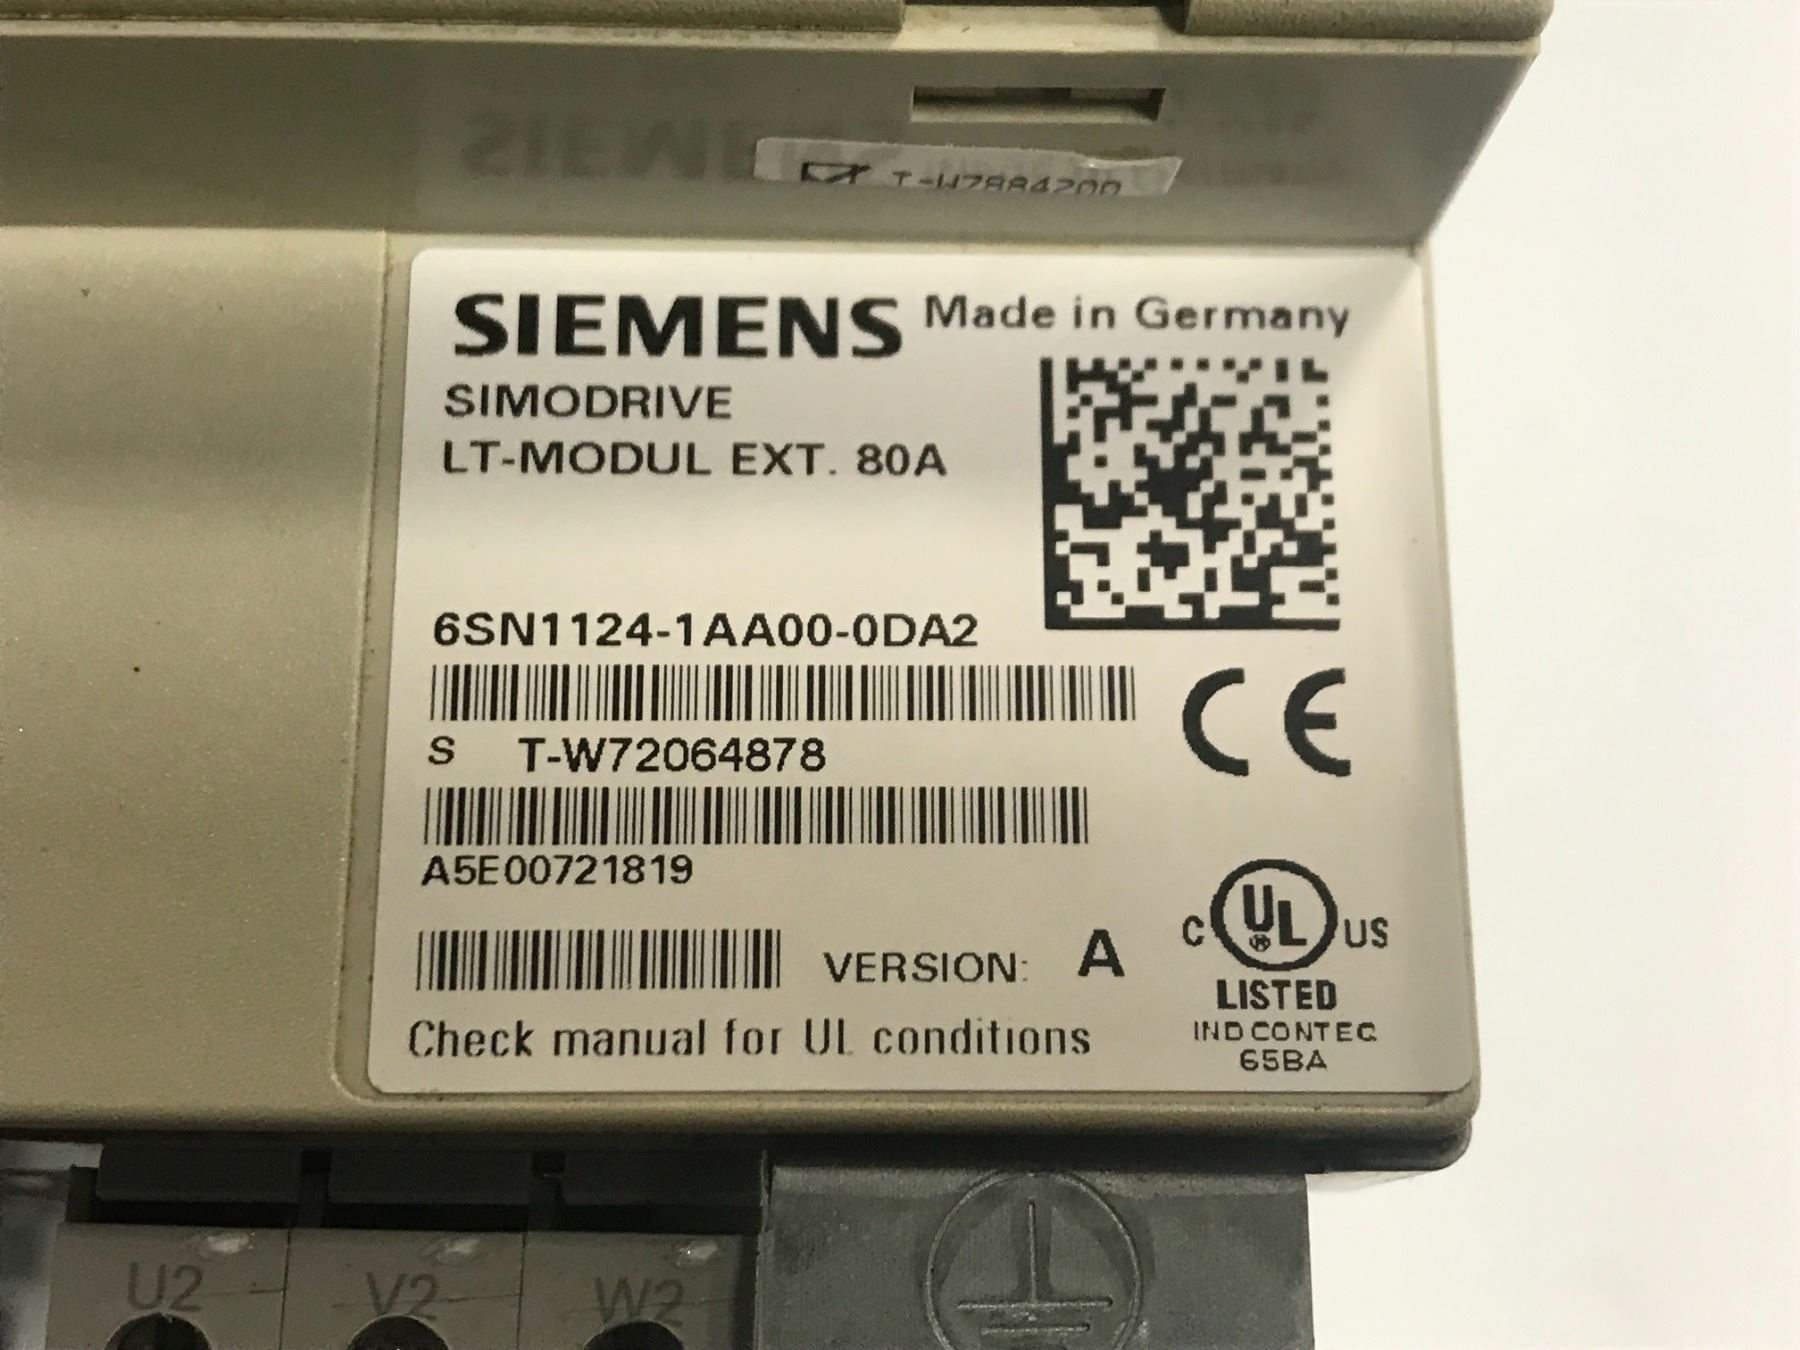 SIEMENS Made in Germany
SIMODRIVE
LT-MODUL EXT. 80A
6SN1124-1AA00-0DA2
S T-W72064878
A5E00721819
VERSION: A
C UL US
LISTED
IND CONT EQ
65BA
Check manual for UL conditions
U2 V2 W2